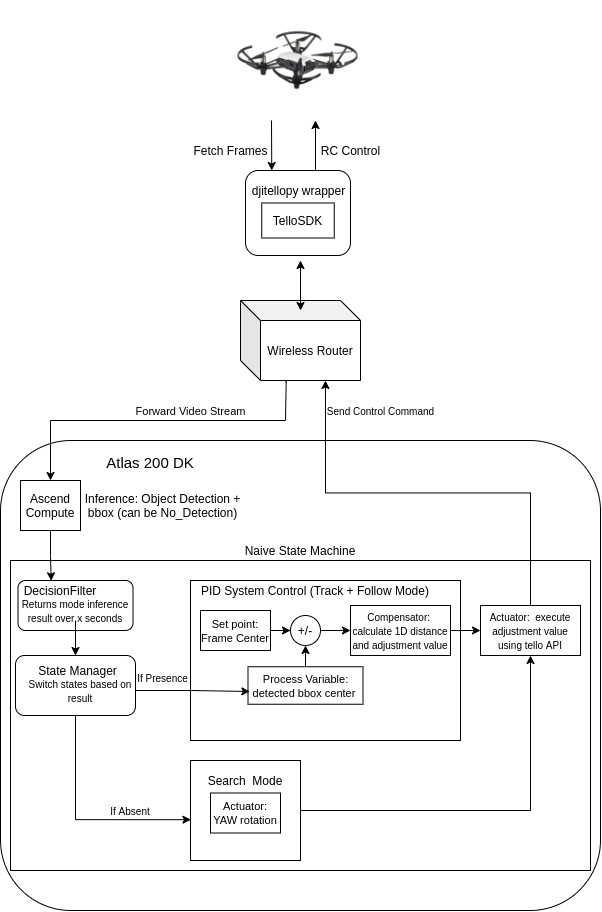 Fetch Frames
RC Control
djitellopy wrapper
TelloSDK
Wireless Router
Forward Video Stream
Send Control Command
Atlas 200 DK
Ascend
Compute
Inference: Object Detection +
bbox (can be No_Detection)
Naive State Machine
DecisionFilter
Returns mode inference
result over x seconds
PID System Control (Track + Follow Mode)
Set point:
Frame Center
+/-
Compensator:
calculate 1D distance
and adjustment value
Actuator: execute
adjustment value
using tello API
State Manager
Switch states based on
result
If Presence
Process Variable:
detected bbox center
If Absent
Search Mode
Actuator:
YAW rotation